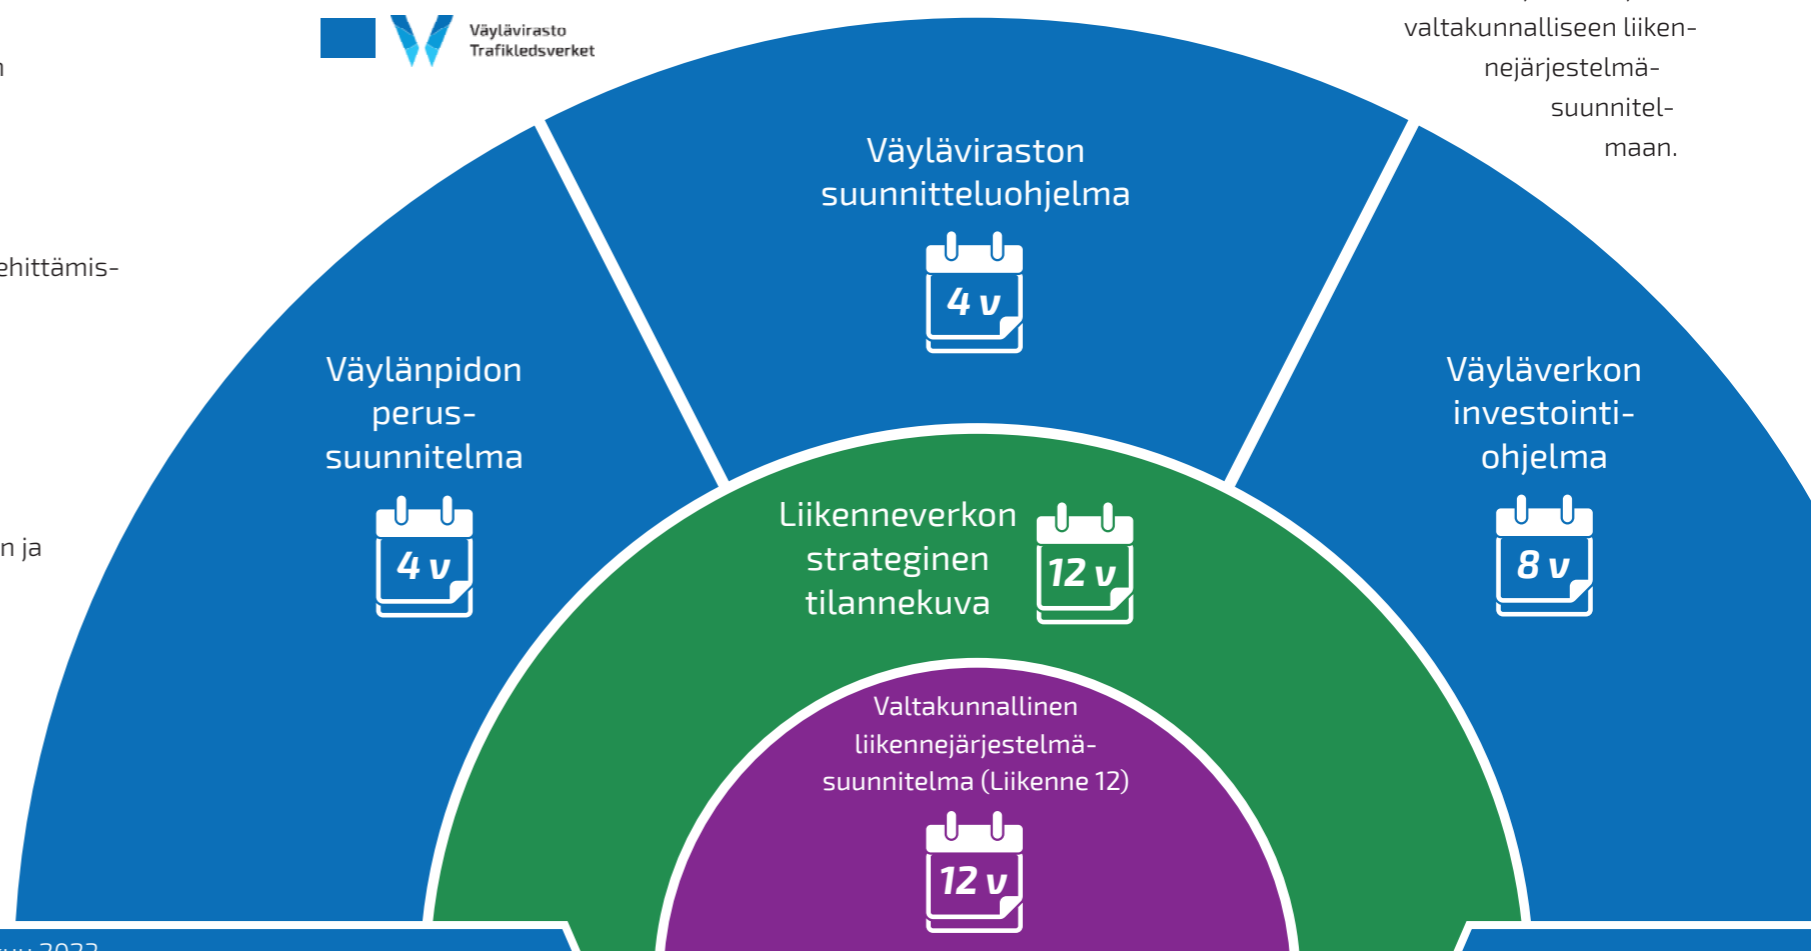 Väylävirasto
Trafikledsverket
valtakunnalliseen liiken-
nejärjestelmä-
suunnitel-
maan.
ehittämis-
n ja
Väyläviraston
suunnitteluohjelma
4 v
Väylänpidon
perus-
suunnitelma
4 v
Väyläverkon
investointi-
ohjelma
8 v
Liikenneverkon
strateginen
tilannekuva
12 v
Valtakunnallinen
liikennejärjestelmä-
suunnitelma (Liikenne 12)
12 v